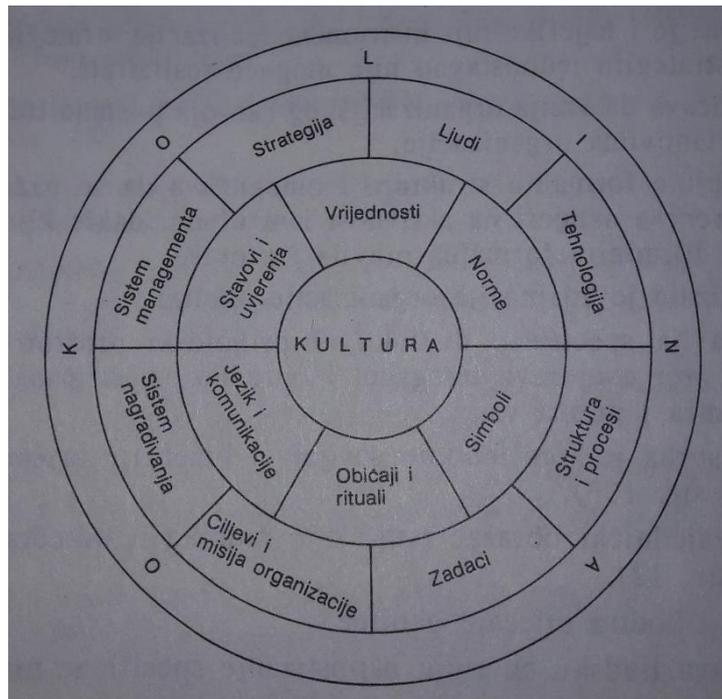 O
K
O
L
N
A
Strategija
Ljudi
Tehnologija
Struktura
i procesi
Zadaci
Ciljevi i
misija organizacije
Sistem
nagrađivanja
Sistem
managementa
Vrijednosti
Norme
Simboli
Običaji i
rituali
Jezik i
komunikacije
Stavovi i
uvjerenja
KULTURA